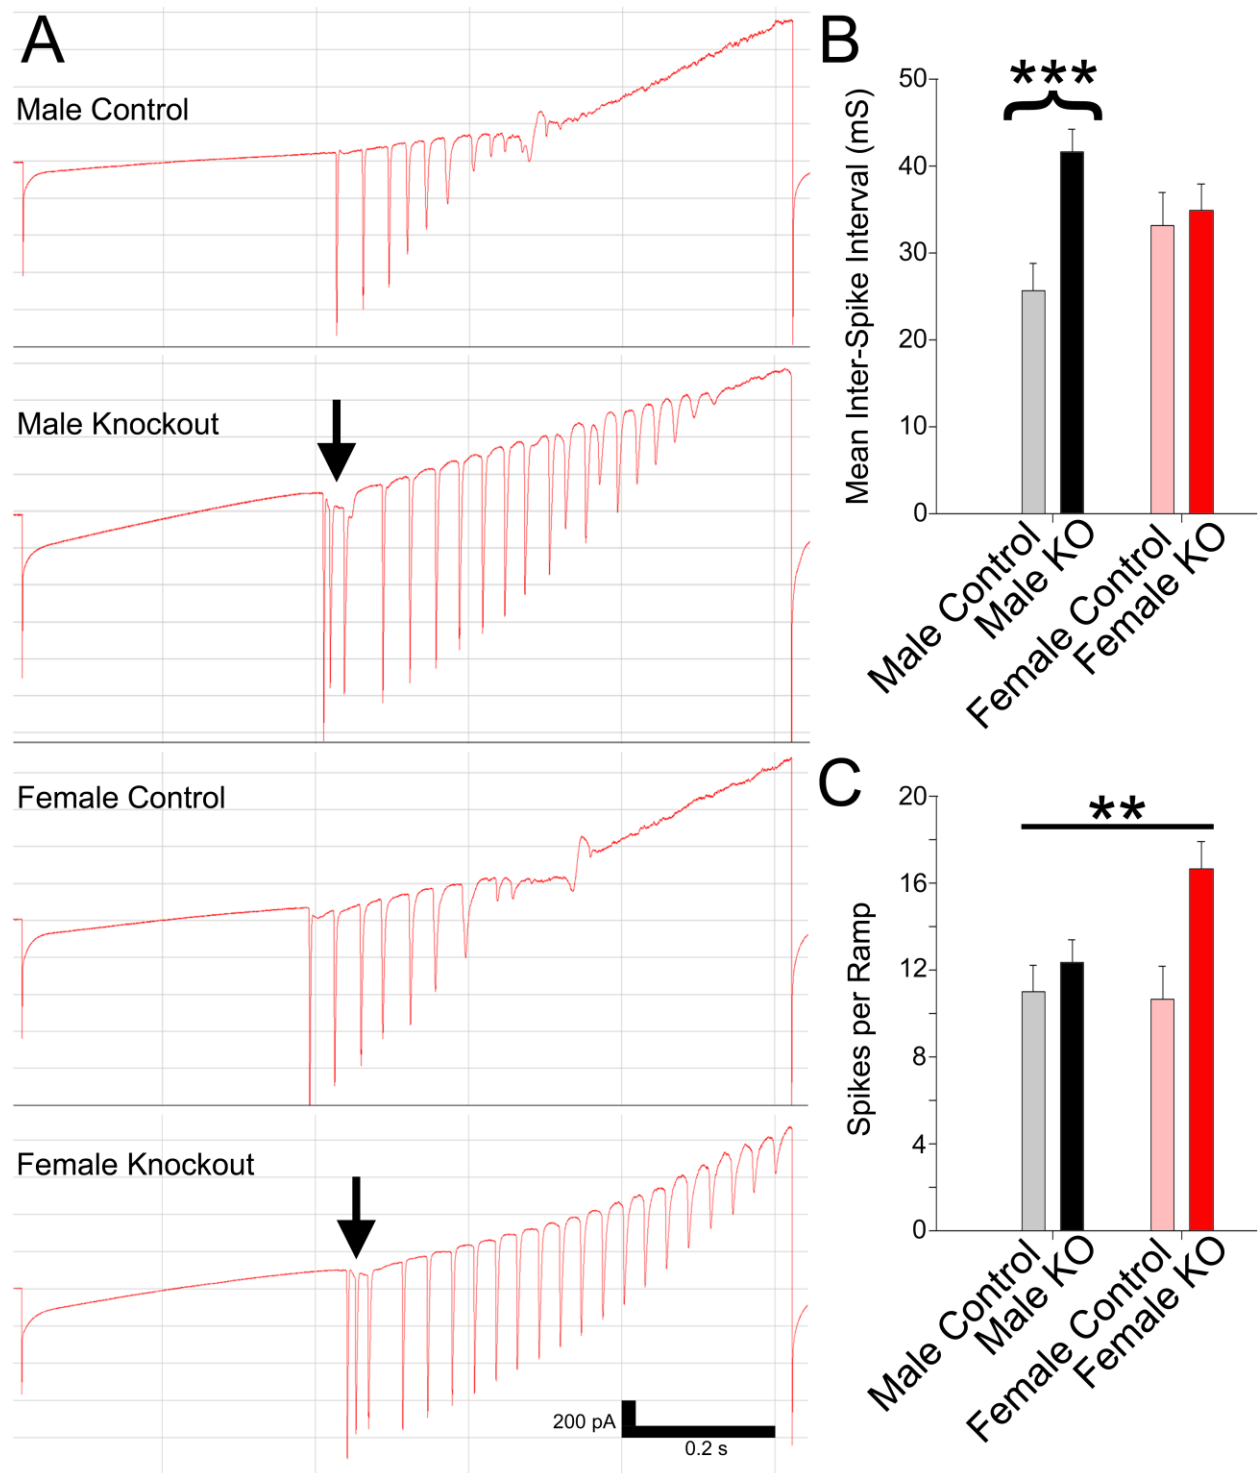 A
Male Control
Male Knockout
Female Control
Female Knockout
200 pA
0.2 s
B
***
Mean Inter-Spike Interval (mS)
50
40
30
20
10
0
Male Control
Male KO
Female Control
Female KO
C
**
Spikes per Ramp
20
16
12
8
4
0
Male Control
Male KO
Female Control
Female KO